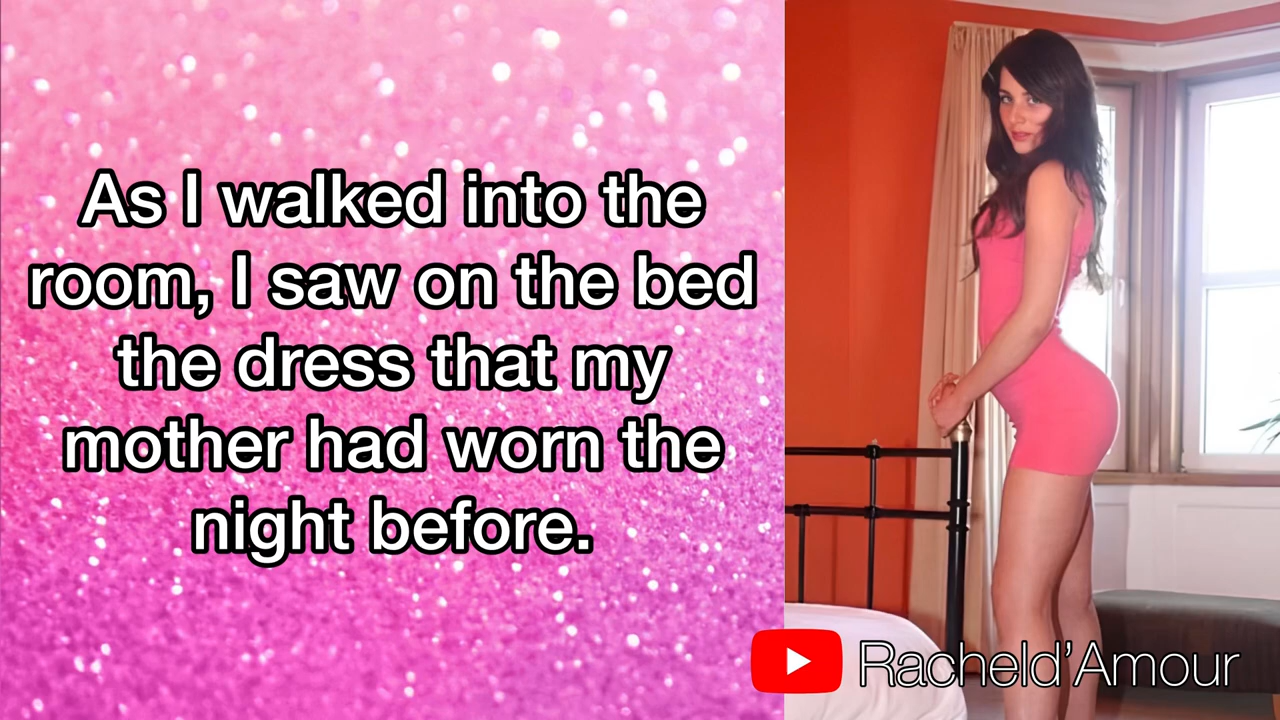 As I walked into the
room, I saw on the bed
the dress that my
mother had worn the
night before.
Racheld'Amour